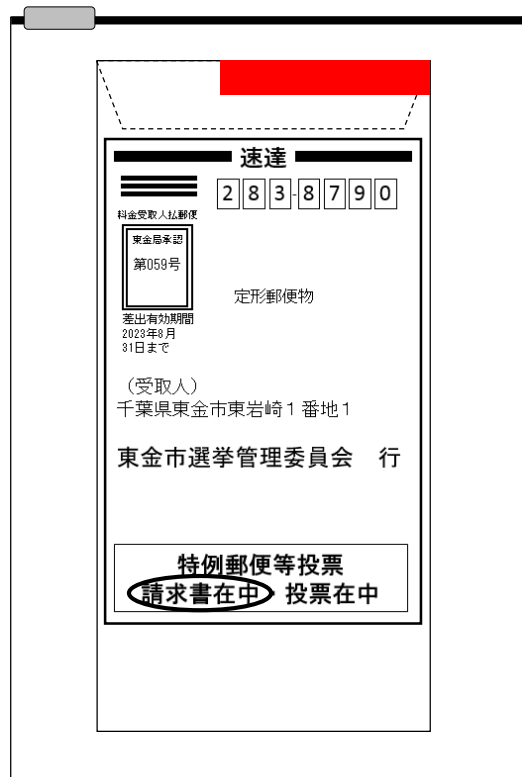 速達
283-8790
料金受取人払郵便
東金局承認
第059号
定形郵便物
差出有効期間
2023年8月
31日まで
（受取人）
千葉県東金市東岩崎１番地１
東金市選挙管理委員会　行
特例郵便等投票
請求書在中・投票在中